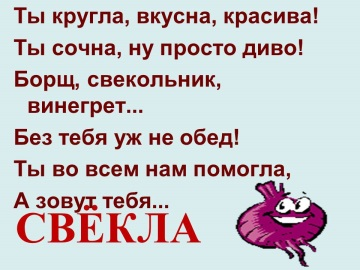 Ты кругла, вкусна, красива!
Ты сочна, ну просто диво!
Борщ, свекольник,
винегрет...
Без тебя уж не обед!
Ты во всем нам помогла,
А зовут тебя...
СВЁКЛА